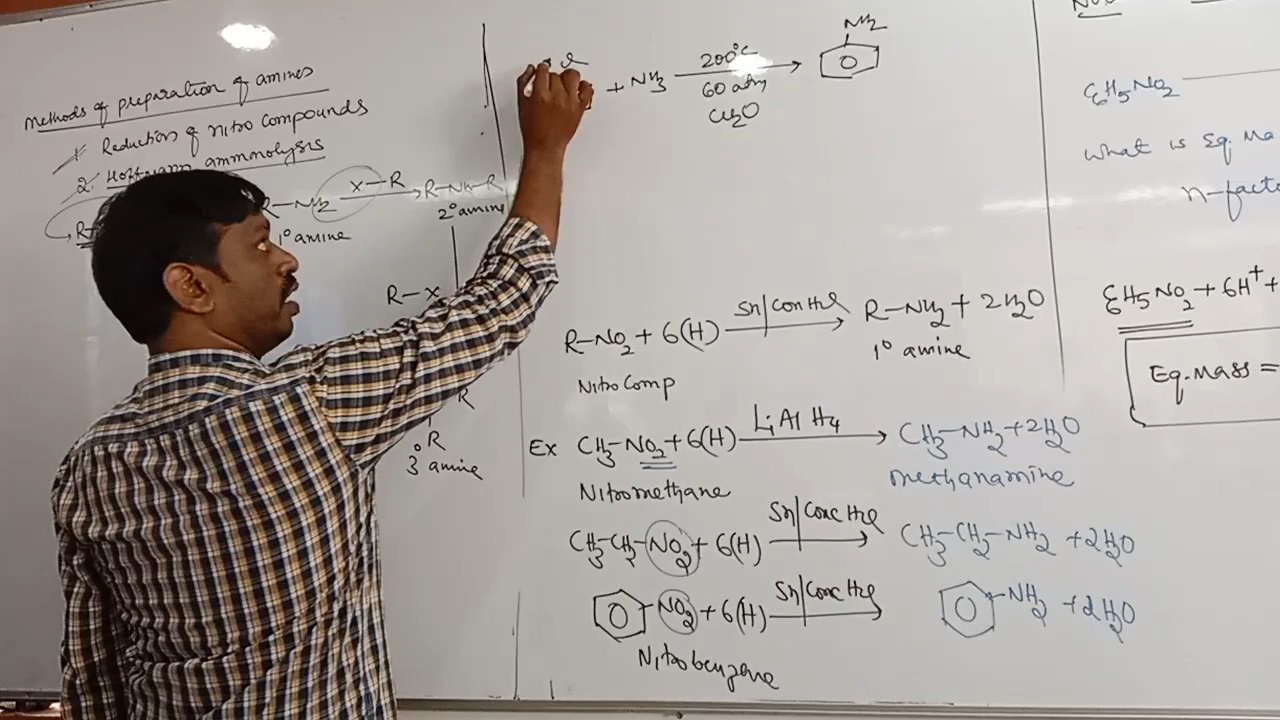 Methods of preparation of amines
1. Reduction of nitro compounds
2. Hoffmann ammonolysis
R-NH2 X-R R-NH-R
1° amine 2° amine
R-X
R
R
3° amine
+ NH3 200°C
60 atm
Cu2O
NH2
R-NO2 + 6(H) Sn/Con HCl R-NH2 + 2H2O
Nitro Comp 1° amine
Ex CH3-NO2 + 6(H) LiAlH4 CH3-NH2 + 2H2O
Nitromethane methanamine
CH3-CH2-NO2 + 6(H) Sn/Conc HCl CH3-CH2-NH2 + 2H2O
-NO2 + 6(H) Sn/Conc HCl -NH2 + 2H2O
Nitrobenzene
C6H5NO2
What is Eq. Ma
n-facto
C6H5NO2 + 6H+ +
Eq. Mass =